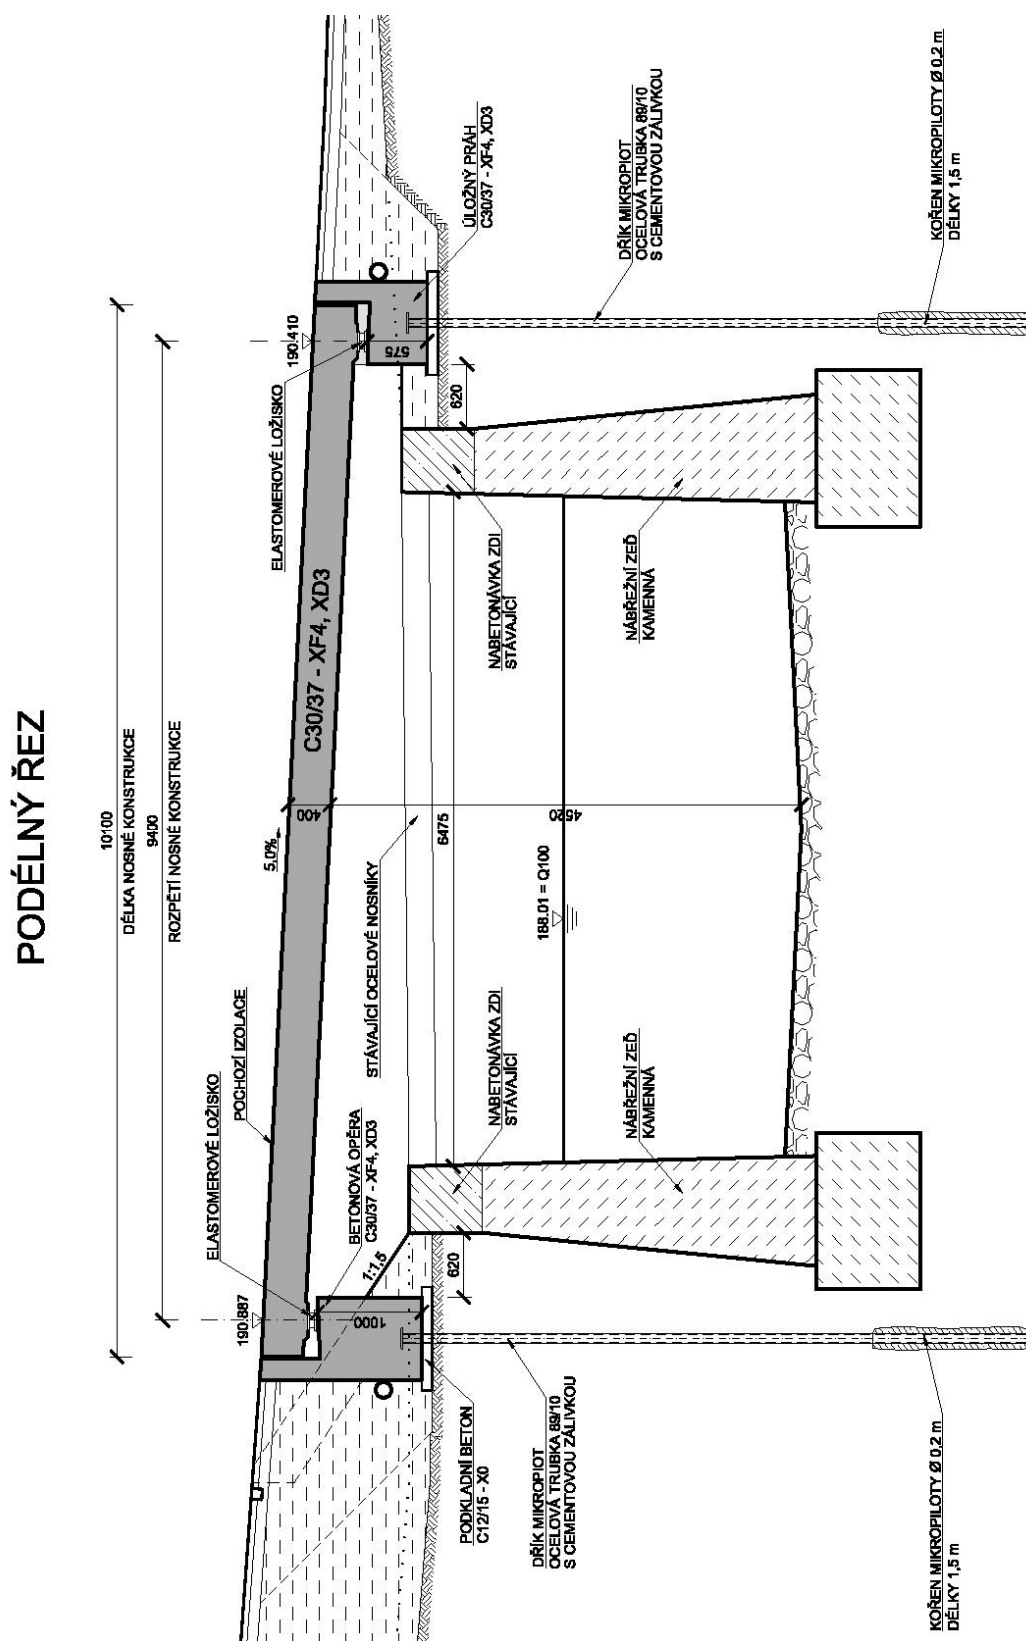 PODÉLNÝ ŘEZ
10100
DÉLKA NOSNÉ KONSTRUKCE
9400
ROZPĚTÍ NOSNÉ KONSTRUKCE
190.887
190.410
ELASTOMEROVÉ LOŽISKO
POCHOZÍ IZOLACE
5.0%
ELASTOMEROVÉ LOŽISKO
C30/37 - XF4, XD3
400
BETONOVÁ OPĚRA
C30/37 - XF4, XD3
STÁVAJÍCÍ OCELOVÉ NOSNÍKY
1:1,5
1000
575
ÚLOŽNÝ PRÁH
C30/37 - XF4, XD3
620
6475
620
PODKLADNÍ BETON
C12/15 - X0
NABETONÁVKA ZDI
STÁVAJÍCÍ
NABETONÁVKA ZDI
STÁVAJÍCÍ
188.01 = Q100
4520
DŘÍK MIKROPIOT
OCELOVÁ TRUBKA 89/10
S CEMENTOVOU ZÁLIVKOU
NÁBŘEŽNÍ ZEĎ
KAMENNÁ
NÁBŘEŽNÍ ZEĎ
KAMENNÁ
DŘÍK MIKROPIOT
OCELOVÁ TRUBKA 89/10
S CEMENTOVOU ZÁLIVKOU
KOŘEN MIKROPILOTY Ø 0,2 m
DÉLKY 1,5 m
KOŘEN MIKROPILOTY Ø 0,2 m
DÉLKY 1,5 m